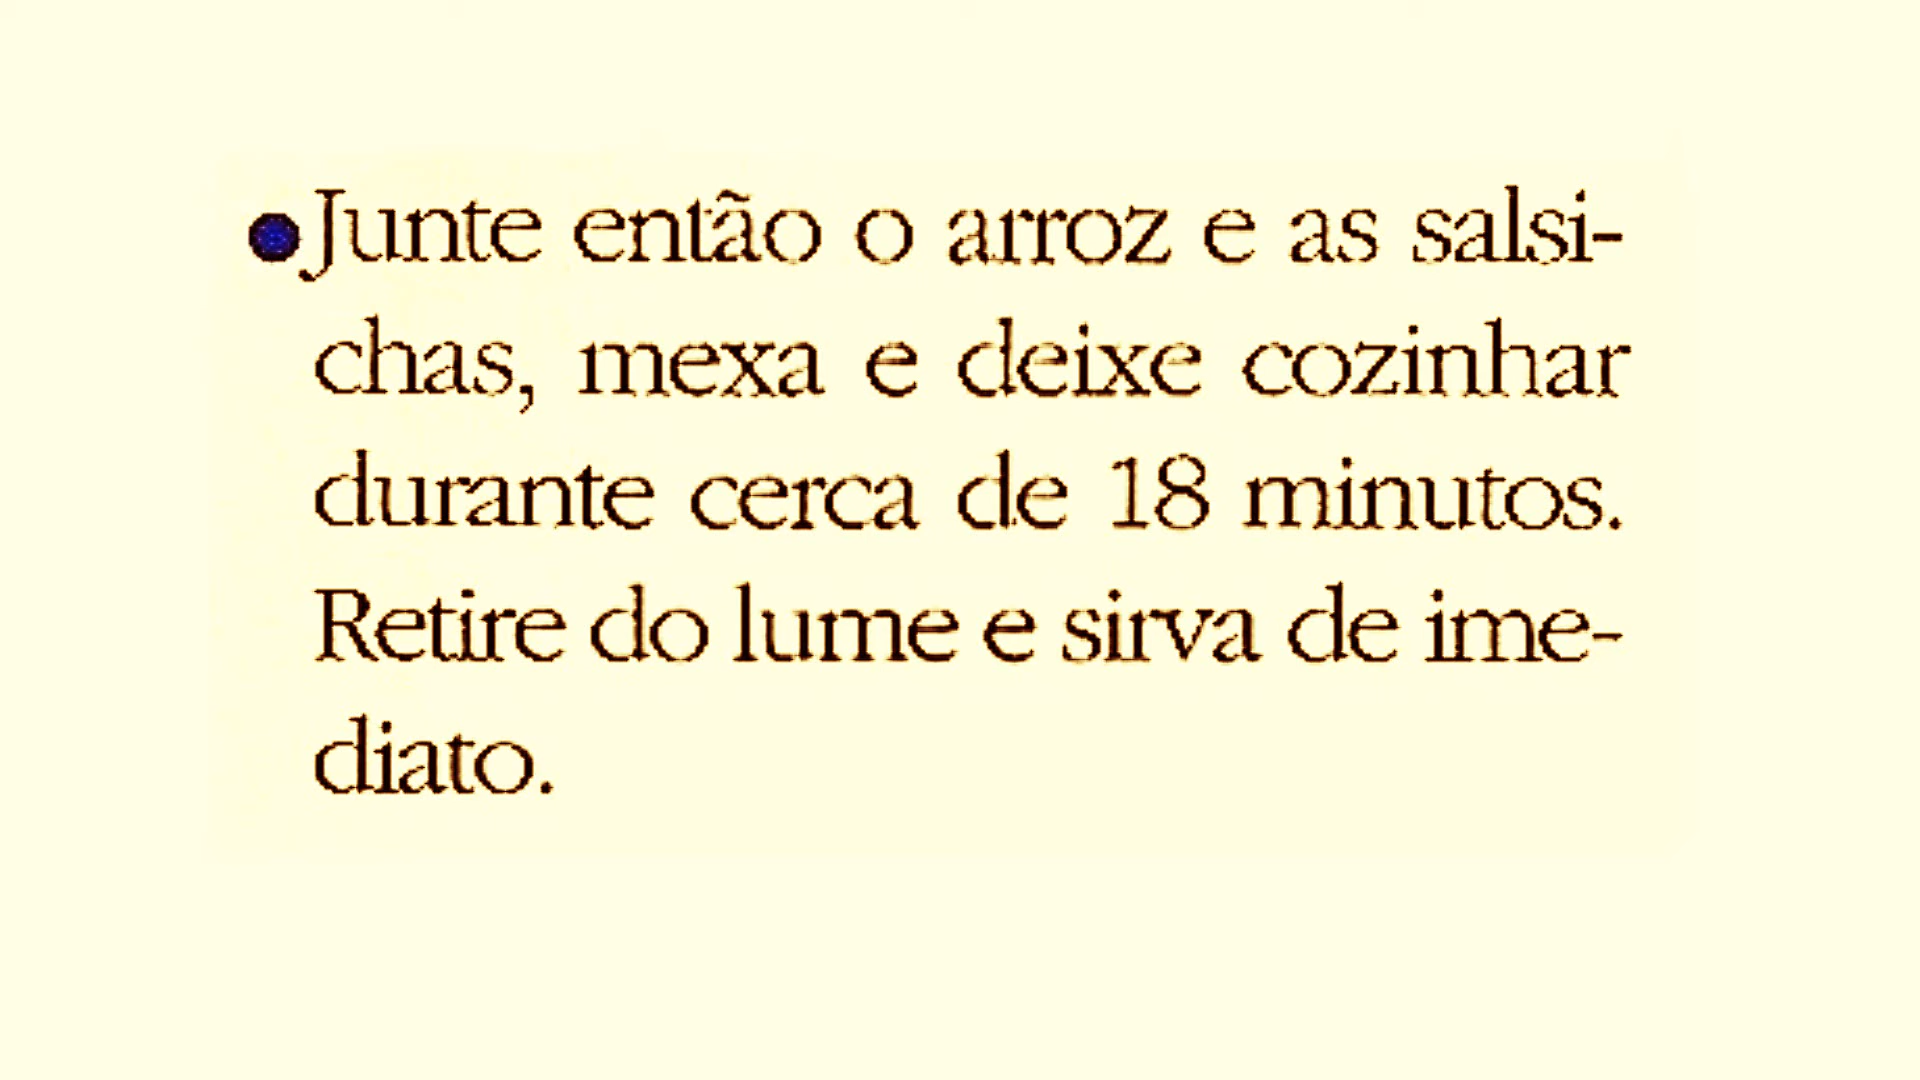 ●Junte então o arroz e as salsi-
chas, mexa e deixe cozinhar
durante cerca de 18 minutos.
Retire do lume e sirva de ime-
diato.